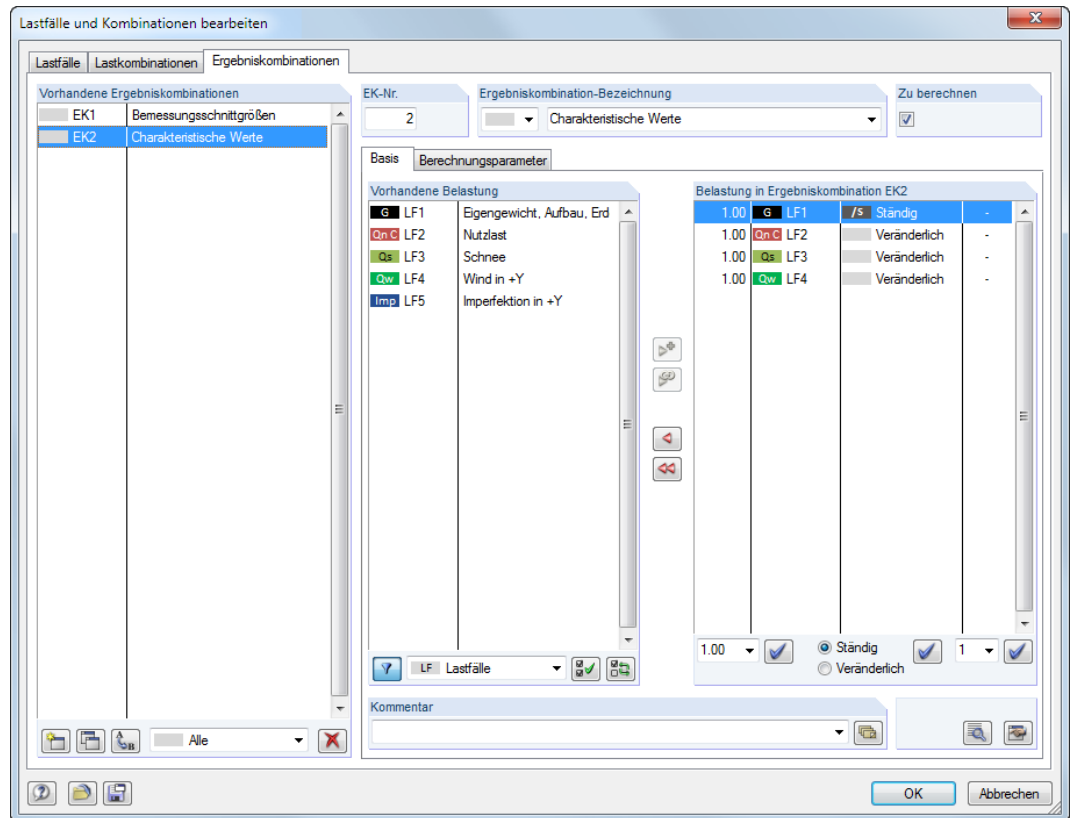 Lastfälle und Kombinationen bearbeiten
Lastfälle Lastkombinationen Ergebniskombinationen
Vorhandene Ergebniskombinationen
EK1 Bemessungsschnittgrößen
EK2 Charakteristische Werte
EK-Nr.
2
Ergebniskombination-Bezeichnung
Charakteristische Werte
Zu berechnen
Basis Berechnungsparameter
Vorhandene Belastung
G LF1 Eigengewicht, Aufbau, Erd
Qn C LF2 Nutzlast
Qs LF3 Schnee
Qw LF4 Wind in +Y
Imp LF5 Imperfektion in +Y
Belastung in Ergebniskombination EK2
1.00 G LF1 /S Ständig -
1.00 Qn C LF2 Veränderlich -
1.00 Qs LF3 Veränderlich -
1.00 Qw LF4 Veränderlich -
LF Lastfälle
1.00 Ständig 1
Veränderlich
Kommentar
A B Alle
OK Abbrechen